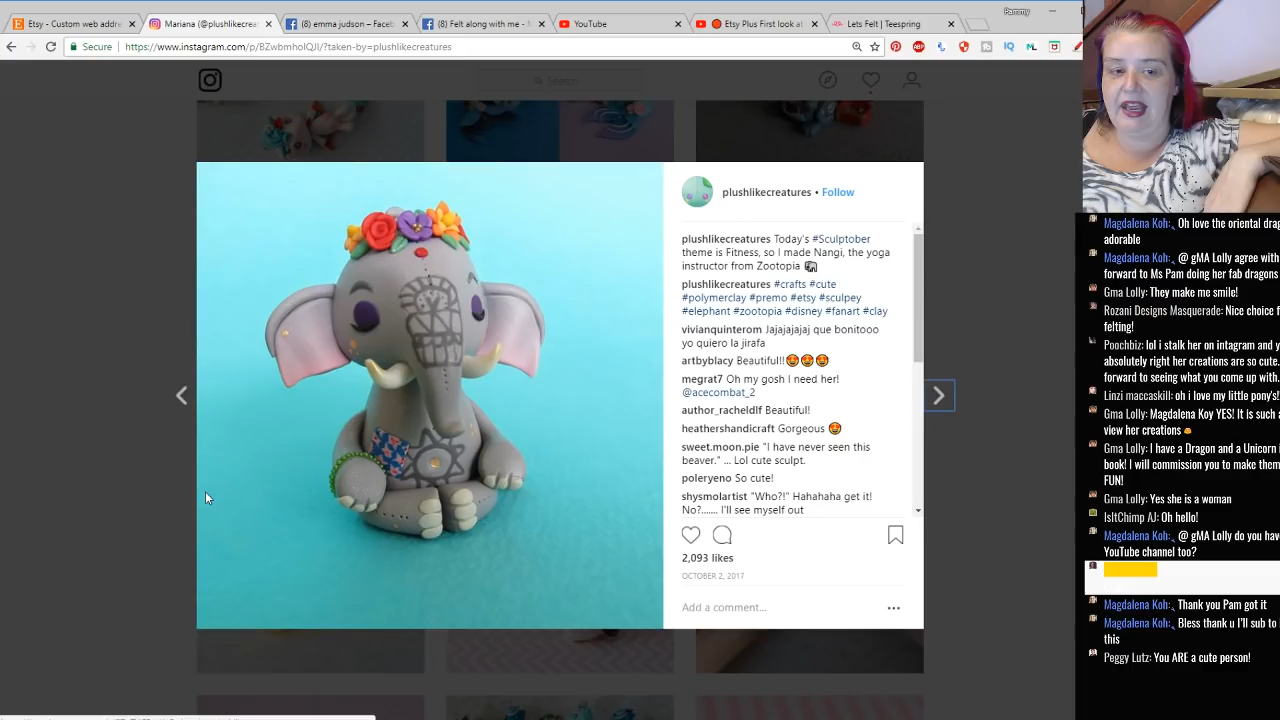 Pammy
Etsy - Custom web addres
Mariana (@plushlikecreat
(8) emma judson – Faceb
(8) Felt along with me - M
YouTube
Etsy Plus First look at
Lets Felt | Teespring
Secure
https://www.instagram.com/p/BZwbmholQJI/?taken-by=plushlikecreatures
Search
plushlikecreatures • Follow
plushlikecreatures Today's #Sculptober
theme is Fitness, so I made Nangi, the yoga
instructor from Zootopia
plushlikecreatures #crafts #cute
#polymerclay #premo #etsy #sculpey
#elephant #zootopia #disney #fanart #clay
vivianquinterom Jajajajajaj que bonitooo
yo quiero la jirafa
artbyblacy Beautiful!!
megrat7 Oh my gosh I need her!
@acecombat_2
author_racheldlf Beautiful!
heathershandicraft Gorgeous
sweet.moon.pie "I have never seen this
beaver." ... Lol cute sculpt.
poleryeno So cute!
shysmolartist "Who?!" Hahahaha get it!
No?....... I'll see myself out
2,093 likes
OCTOBER 2, 2017
Add a comment...
Magdalena Koh: Oh love the oriental drag
adorable
Magdalena Koh: @ gMA Lolly agree with
forward to Ms Pam doing her fab dragons
Gma Lolly: They make me smile!
Rozani Designs Masquerade: Nice choice f
felting!
Poochbiz: lol i stalk her on intagram and y
absolutely right her creations are so cute.
forward to seeing what you come up with.
Linzi maccaskill: oh i love my little pony's!
Gma Lolly: Magdalena Koy YES! It is such a
view her creations
Gma Lolly: I have a Dragon and a Unicorn i
book! I will commission you to make them
FUN!
Gma Lolly: Yes she is a woman
IsItChimp AJ: Oh hello!
Magdalena Koh: @ gMA Lolly do you have
YouTube channel too?
Magdalena Koh: Thank you Pam got it
Magdalena Koh: Bless thank u I'll sub to
this
Peggy Lutz: You ARE a cute person!